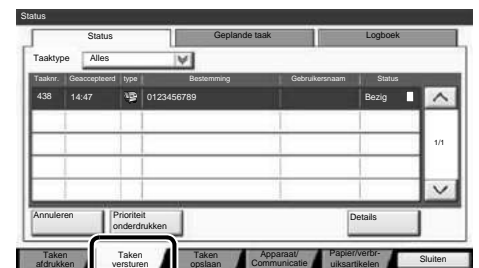 Status
Status Geplande taak Logboek
Taaktype Alles
Taaknr. Geaccepteerd type Bestemming Gebruikersnaam Status
438 14:47 0123456789 Bezig
1/1
Annuleren Prioriteit onderdrukken Details
Taken afdrukken Taken versturen Taken opslaan Apparaat/ Communicatie Papier/verbr- uiksartikelen Sluiten